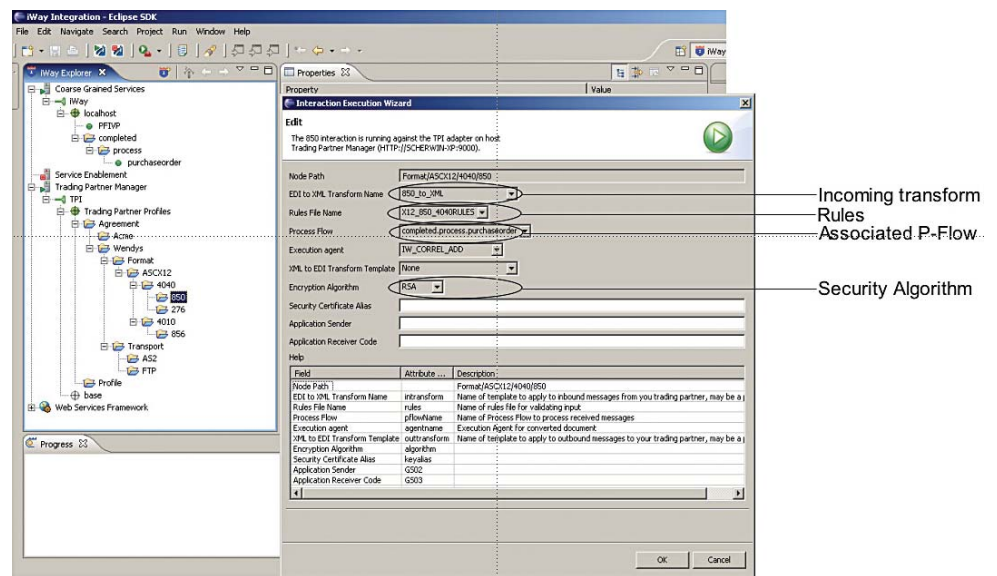 iWay Integration - Eclipse SDK
File Edit Navigate Search Project Run Window Help
iWay
iWay Explorer
Coarse Grained Services
iWay
localhost
PFIVP
completed
process
purchaseorder
Service Enablement
Trading Partner Manager
TPI
Trading Partner Profiles
Agreement
Acme
Wendys
Format
ASCX12
4040
850
276
4010
856
Transport
AS2
FTP
Profile
base
Web Services Framework
Progress
Properties
Property Value
Interaction Execution Wizard
Edit
The 850 interaction is running against the TPI adapter on host
Trading Partner Manager (HTTP://SCHERWIN-XP:9000).
Node Path Format/ASCX12/4040/850
EDI to XML Transform Name 850_to_XML
Rules File Name X12_850_4040RULES
Process Flow completed.process.purchaseorder
Execution agent IW_CORREL_ADD
XML to EDI Transform Template None
Encryption Algorithm RSA
Security Certificate Alias
Application Sender
Application Receiver Code
Help
Field Attribute ... Description
Node Path Format/ASCX12/4040/850
EDI to XML Transform Name intransform Name of template to apply to inbound messages from you trading partner, may be a
Rules File Name rules Name of rules file for validating input
Process Flow pflowName Name of Process Flow to process received messages
Execution agent agentname Execution Agent for converted document
XML to EDI Transform Template outtransform Name of template to apply to outbound messages to your trading partner, may be a
Encryption Algorithm algorithm
Security Certificate Alias keyalias
Application Sender GS02
Application Receiver Code GS03
OK Cancel
Incoming transform
Rules
Associated P-Flow
Security Algorithm